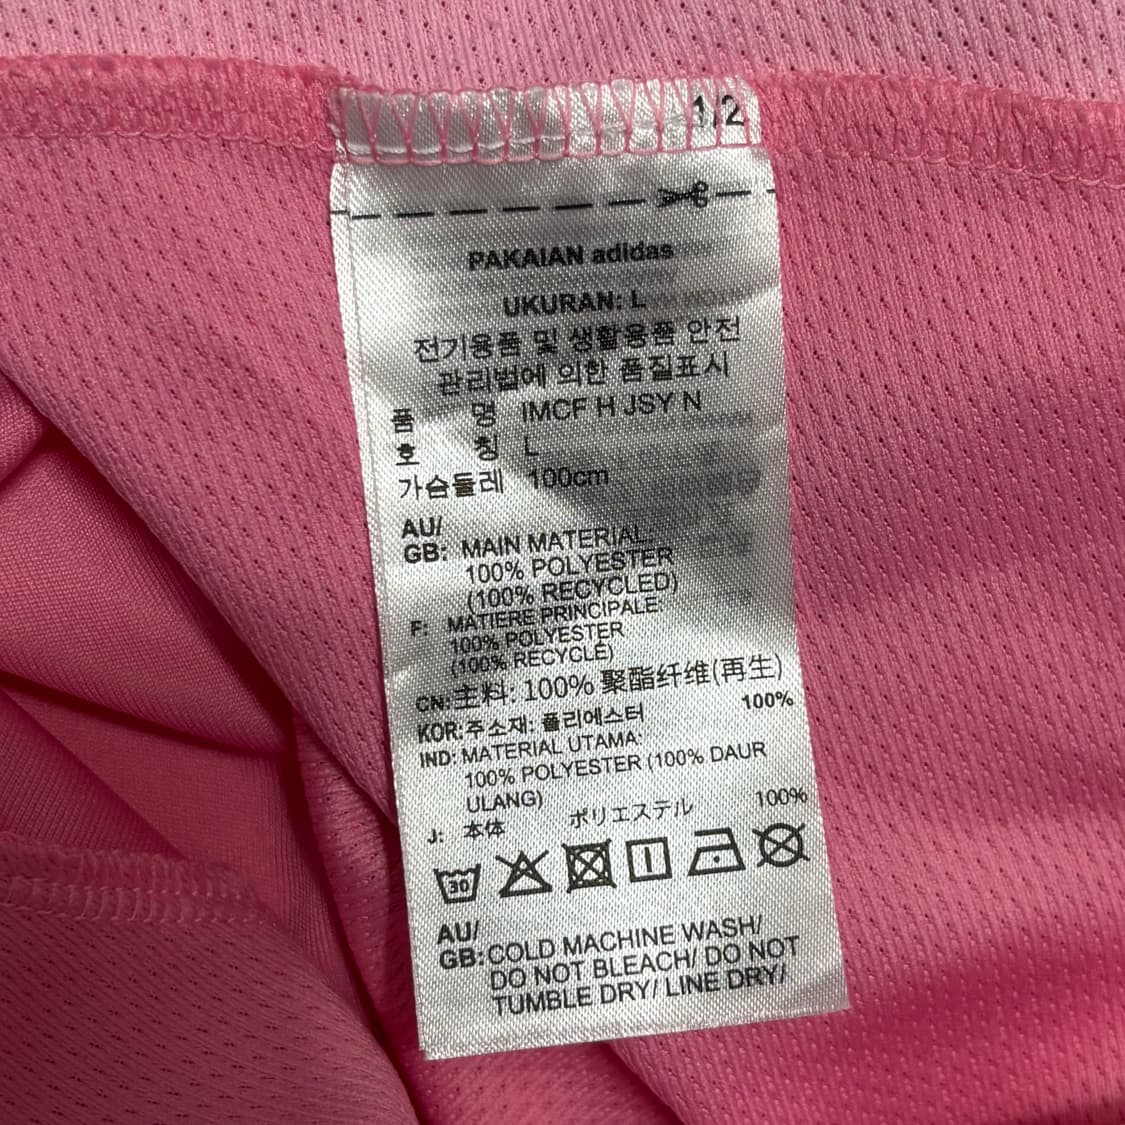 1/2
PAKAIAN adidas
UKURAN: L
전기용품 및 생활용품 안전
관리법에 의한 품질표시
품 명 IMCF H JSY N
호 칭 L
가슴둘레 100cm
AU/
GB: MAIN MATERIAL:
100% POLYESTER
(100% RECYCLED)
F: MATIERE PRINCIPALE:
100% POLYESTER
(100% RECYCLÉ)
CN: 主料: 100% 聚酯纤维(再生)
KOR: 주소재: 폴리에스터 100%
IND: MATERIAL UTAMA:
100% POLYESTER (100% DAUR
ULANG)
J: 本体 ポリエステル 100%
30
AU/
GB: COLD MACHINE WASH/
DO NOT BLEACH/ DO NOT
TUMBLE DRY/ LINE DRY/